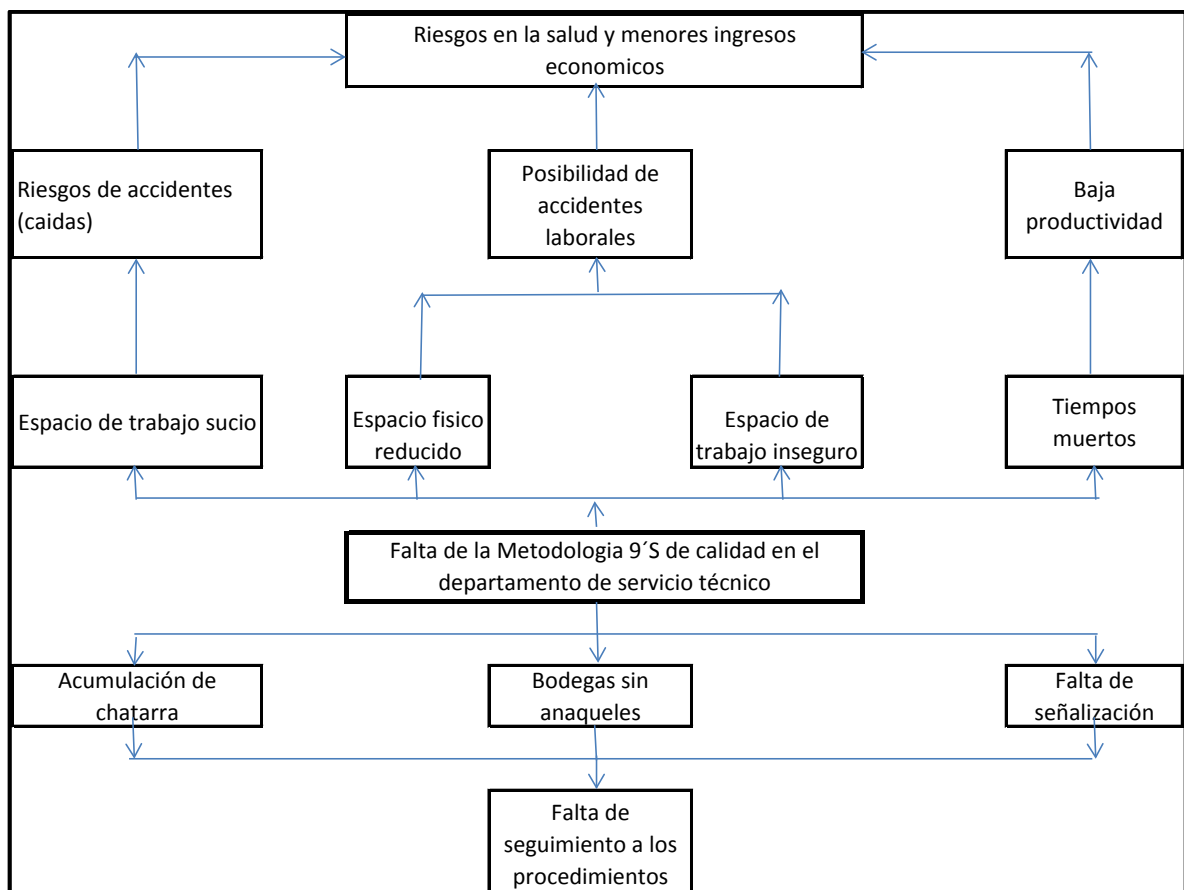 Riesgos en la salud y menores ingresos
economicos
Riesgos de accidentes
(caidas)
Posibilidad de
accidentes
laborales
Baja
productividad
Espacio de trabajo sucio
Espacio fisico
reducido
Espacio de
trabajo inseguro
Tiempos
muertos
Falta de la Metodologia 9´S de calidad en el
departamento de servicio técnico
Acumulación de
chatarra
Bodegas sin
anaqueles
Falta de
señalización
Falta de
seguimiento a los
procedimientos